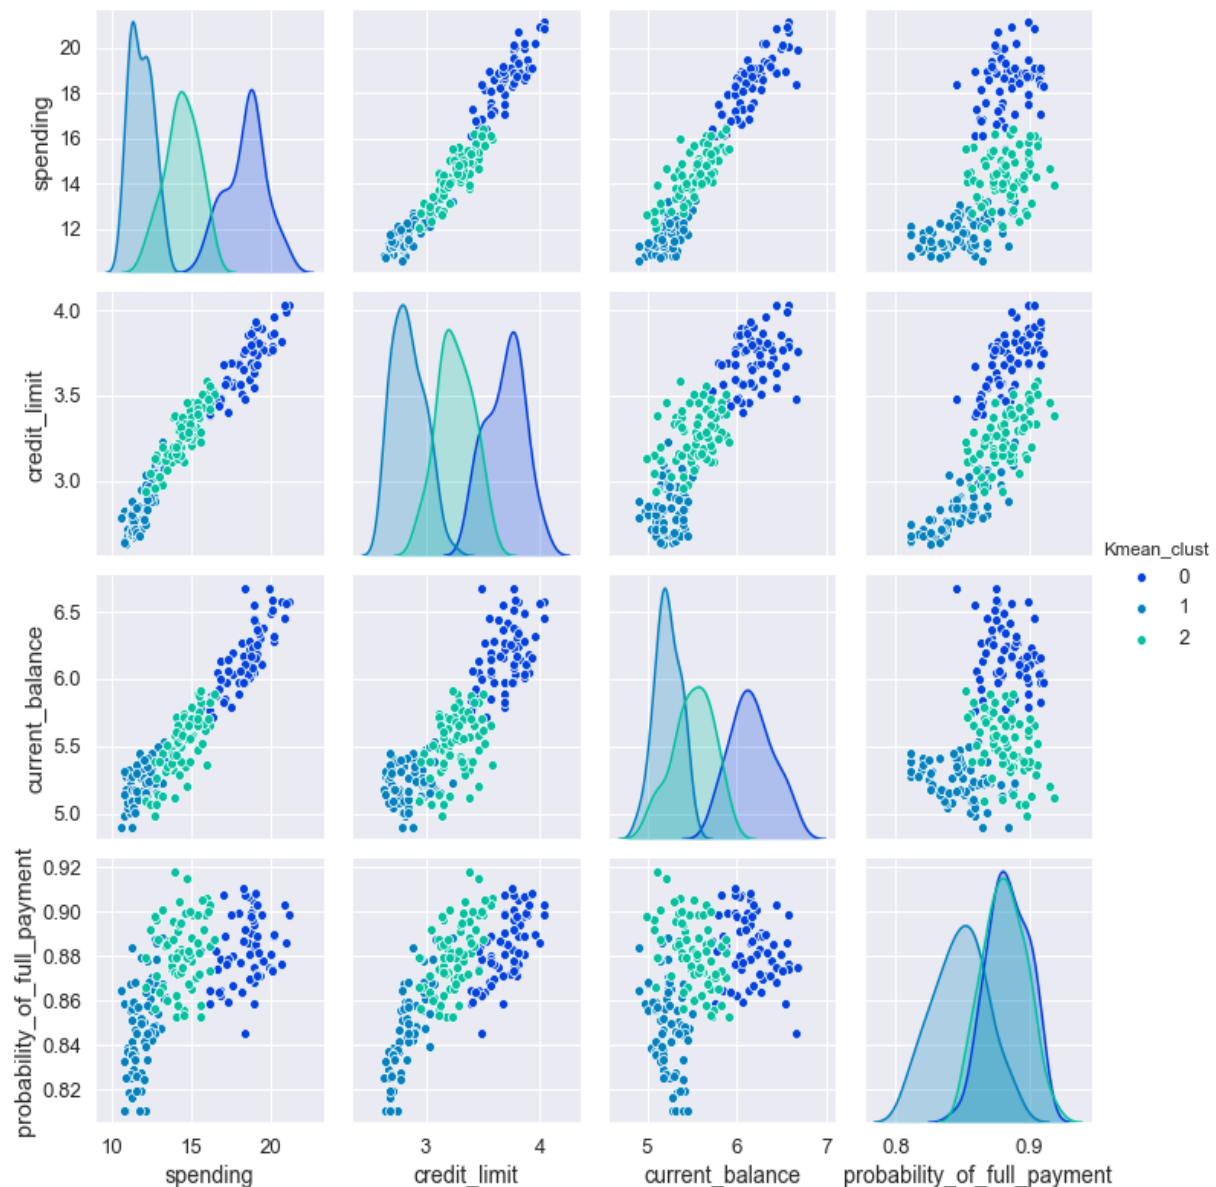 spending
20
18
16
14
12
credit_limit
4.0
3.5
3.0
Kmean_clust
0
1
2
current_balance
6.5
6.0
5.5
5.0
probability_of_full_payment
0.92
0.90
0.88
0.86
0.84
0.82
10 15 20
3 4
5 6 7
0.8 0.9
spending
credit_limit
current_balance
probability_of_full_payment